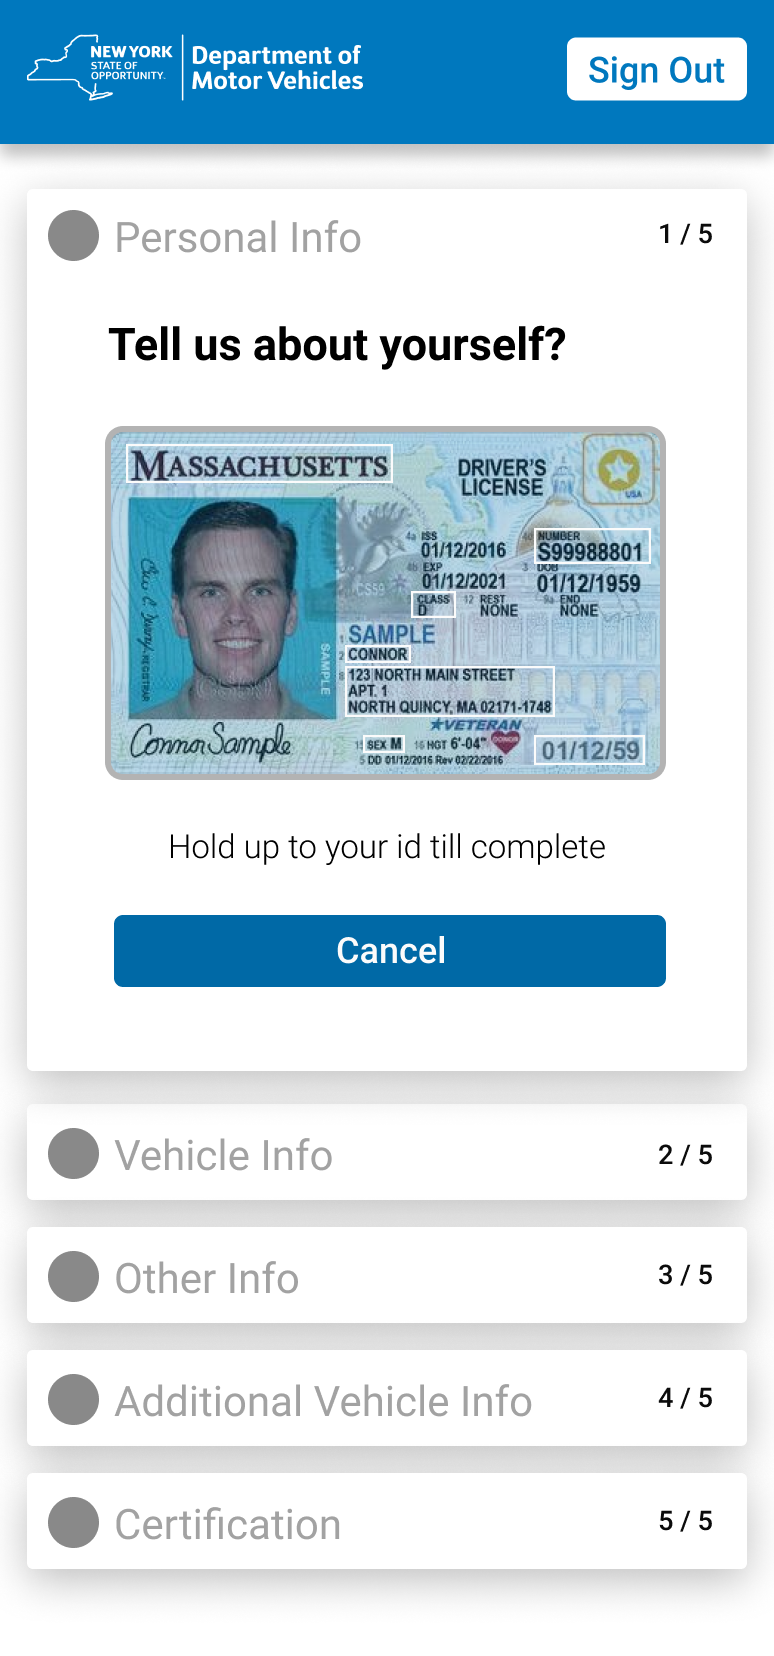 NEW YORK
STATE OF
OPPORTUNITY.
Department of
Motor Vehicles
Sign Out
Personal Info
1 / 5
Tell us about yourself?
MASSACHUSETTS
DRIVER'S
LICENSE
USA
4a ISS
01/12/2016
4d NUMBER
S99988801
4b EXP
01/12/2021
3 DOB
01/12/1959
CLASS
D
12 REST
NONE
9a END
NONE
CS59
REGISTRAR
SAMPLE
1 SAMPLE
2 CONNOR
8 123 NORTH MAIN STREET
APT. 1
NORTH QUINCY, MA 02171-1748
VETERAN
Connor Sample
15 SEX M
16 HGT 6'-04"
DONOR
01/12/59
5 DD 01/12/2016 Rev 02/22/2016
Hold up to your id till complete
Cancel
Vehicle Info
2 / 5
Other Info
3 / 5
Additional Vehicle Info
4 / 5
Certification
5 / 5